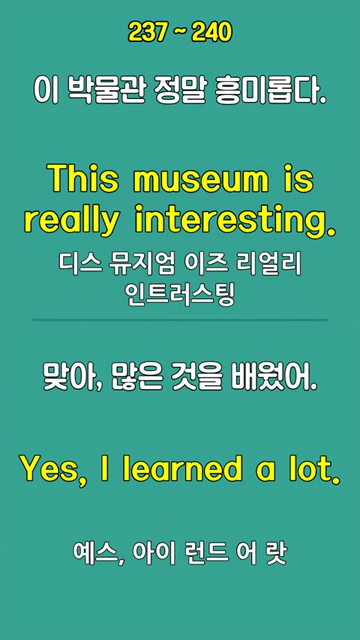 237 ~ 240
이 박물관 정말 흥미롭다.
This museum is
really interesting.
디스 뮤지엄 이즈 리얼리
인트러스팅
맞아, 많은 것을 배웠어.
Yes, I learned a lot.
예스, 아이 런드 어 랏